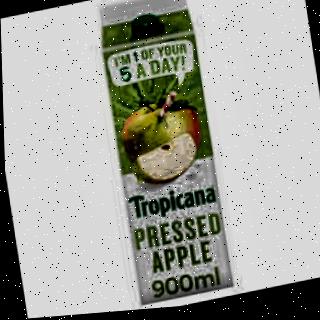 I'M 1 OF YOUR
5 A DAY!
Tropicana
PRESSED
APPLE
900ml